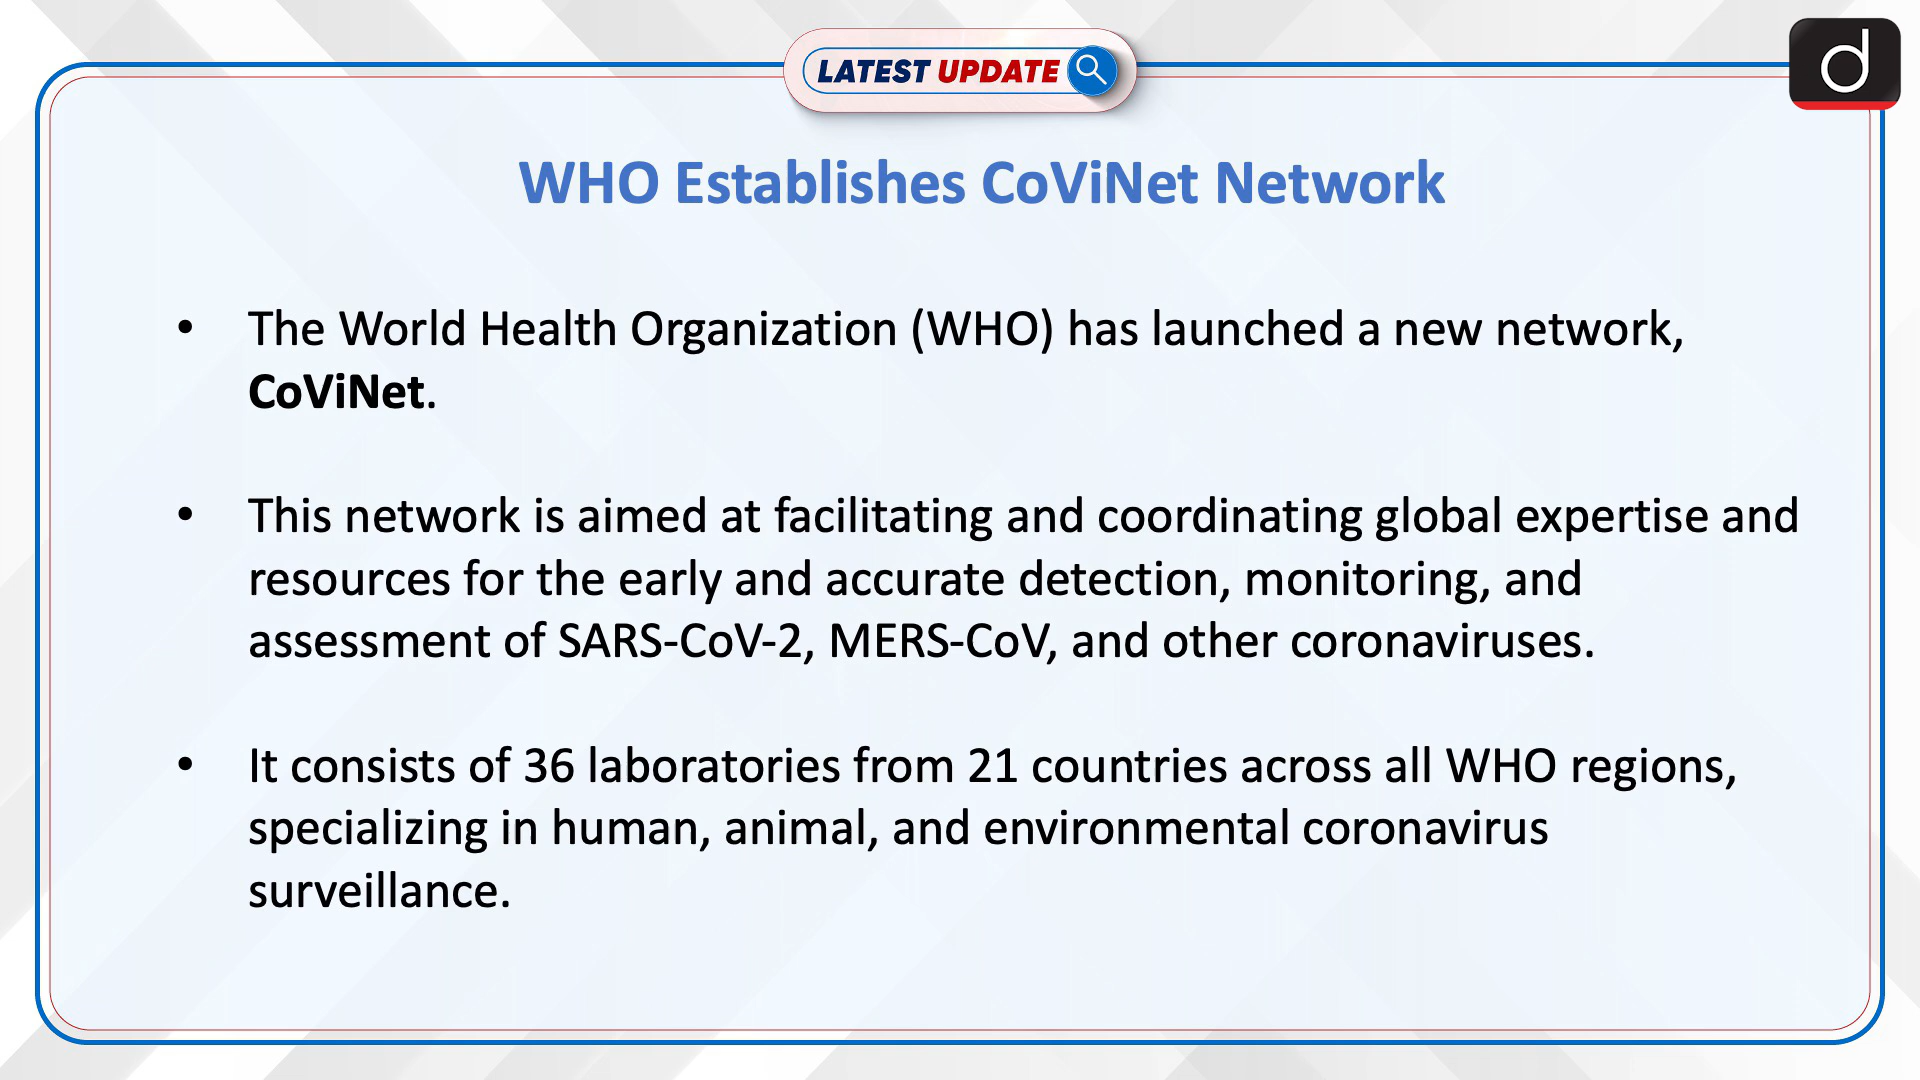 LATEST UPDATE
d
WHO Establishes CoViNet Network
• The World Health Organization (WHO) has launched a new network,
CoViNet.
• This network is aimed at facilitating and coordinating global expertise and
resources for the early and accurate detection, monitoring, and
assessment of SARS-CoV-2, MERS-CoV, and other coronaviruses.
• It consists of 36 laboratories from 21 countries across all WHO regions,
specializing in human, animal, and environmental coronavirus
surveillance.